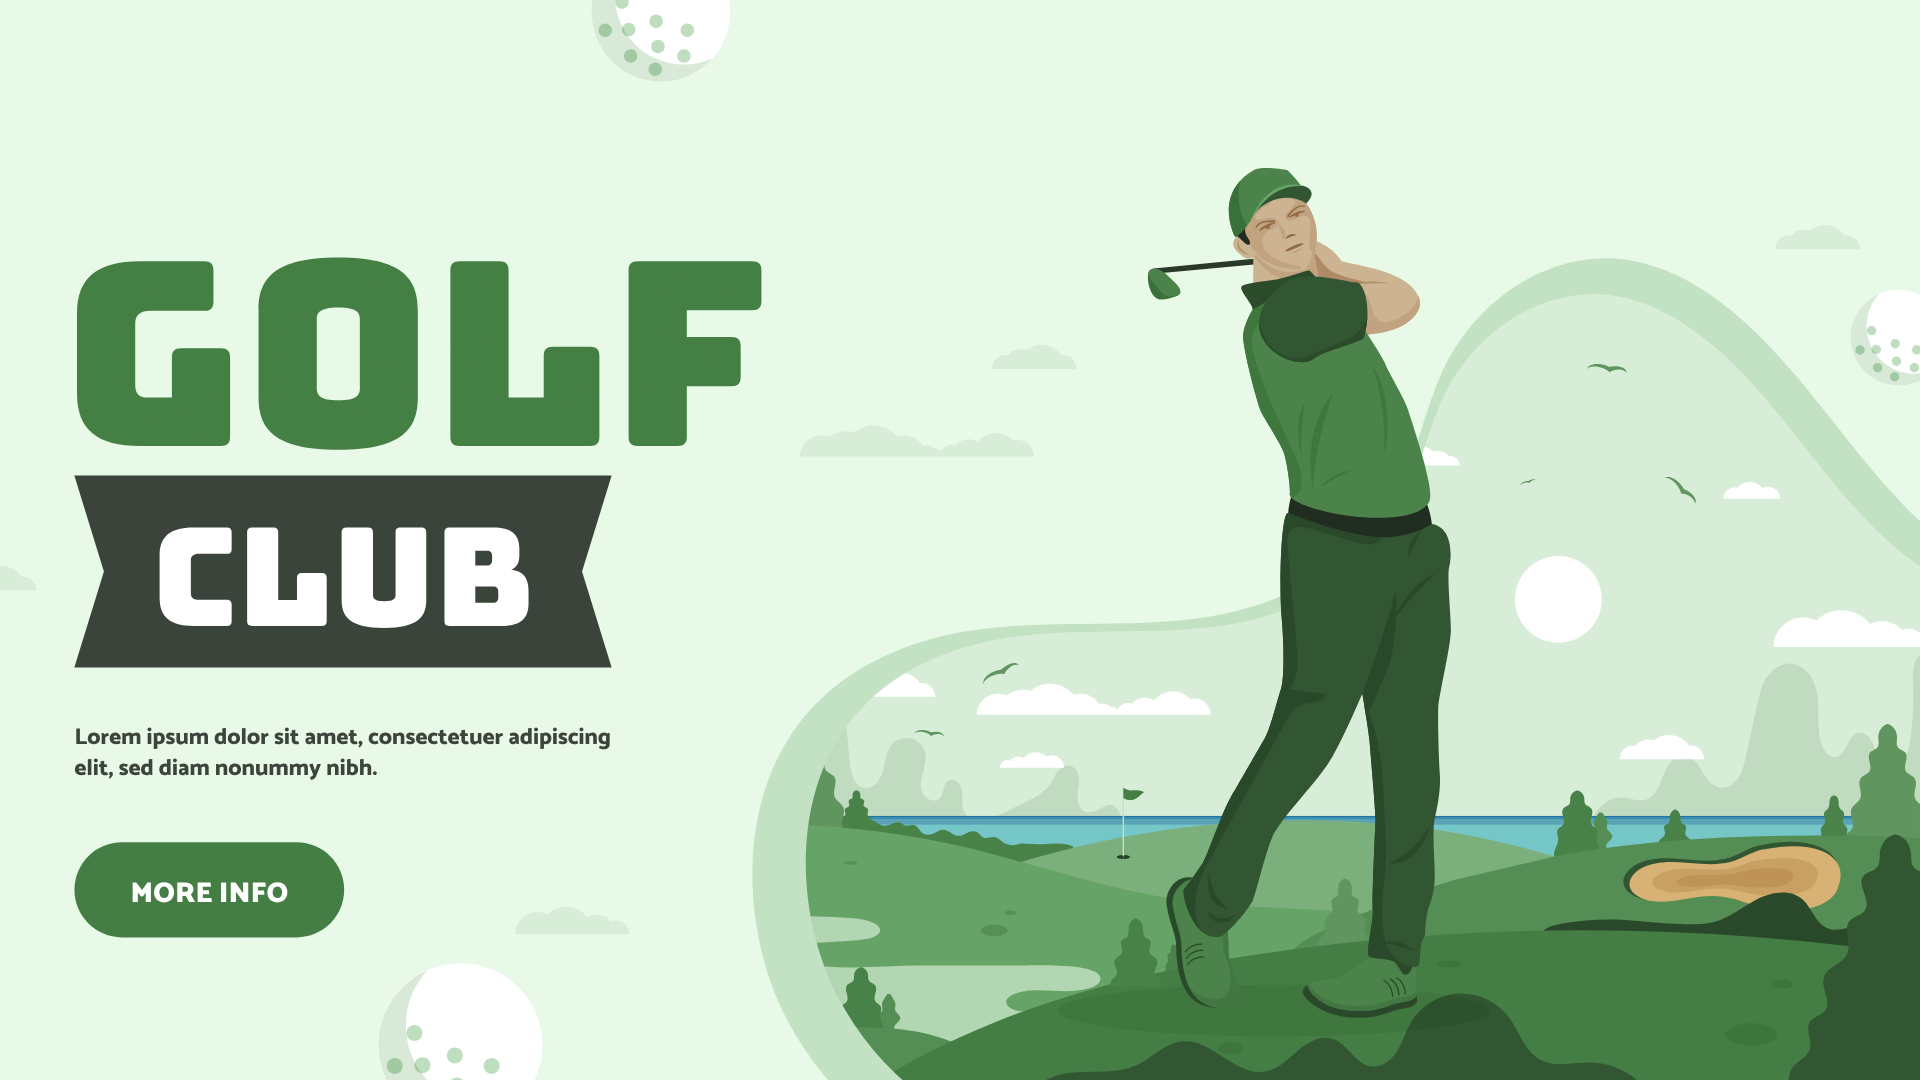 GOLF
CLUB
Lorem ipsum dolor sit amet, consectetuer adipiscing
elit, sed diam nonummy nibh.
MORE INFO